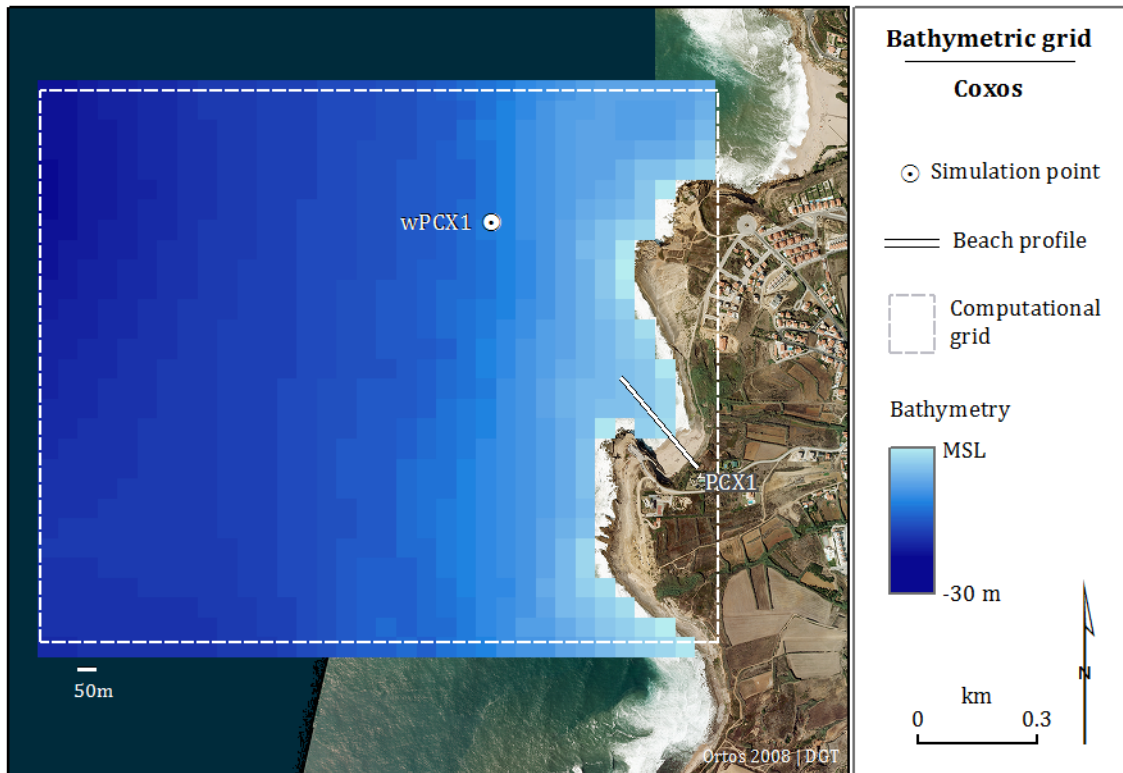 wPCX1
PCX1
50m
Ortos 2008 | DGT
Bathymetric grid
Coxos
Simulation point
Beach profile
Computational
grid
Bathymetry
MSL
-30 m
N
km
0 0.3